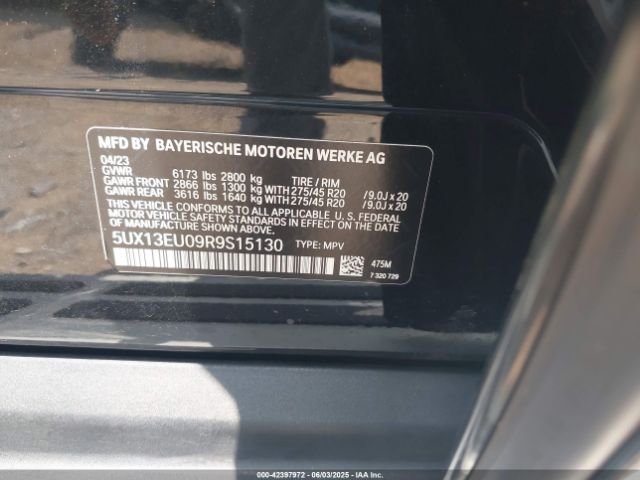 MFD BY BAYERISCHE MOTOREN WERKE AG
04/23
GVWR 6173 lbs 2800 kg TIRE / RIM
GAWR FRONT 2866 lbs 1300 kg WITH 275/45 R20 /9.0J x 20
GAWR REAR 3616 lbs 1640 kg WITH 275/45 R20 /9.0J x 20
THIS VEHICLE CONFORMS TO ALL APPLICABLE U.S. FEDERAL
MOTOR VEHICLE SAFETY STANDARDS IN EFFECT ON THE DATE OF
MANUFACTURE SHOWN ABOVE.
5UX13EU09R9S15130 TYPE: MPV
475M
7 320 729
000-42397972 | 06/03/2025 - IAAI, Inc.